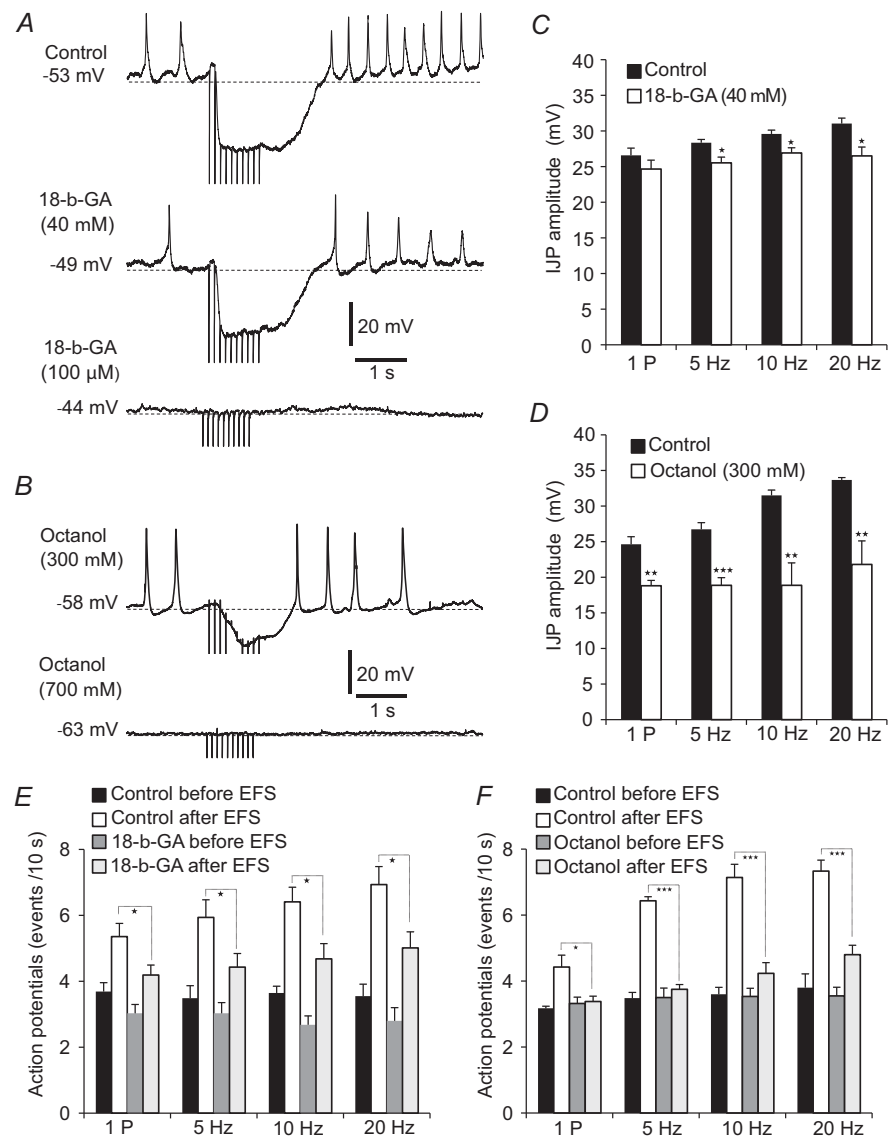 A
Control
-53 mV
18-b-GA
(40 mM)
-49 mV
20 mV
1 s
18-b-GA
(100 µM)
-44 mV
B
Octanol
(300 mM)
-58 mV
20 mV
1 s
Octanol
(700 mM)
-63 mV
C
Control
18-b-GA (40 mM)
IJP amplitude (mV)
40
35
30
25
20
15
10
5
0
★
★
★
1 P 5 Hz 10 Hz 20 Hz
D
Control
Octanol (300 mM)
IJP amplitude (mV)
40
35
30
25
20
15
10
5
0
★★
★★★
★★
★★
1 P 5 Hz 10 Hz 20 Hz
E
Control before EFS
Control after EFS
18-b-GA before EFS
18-b-GA after EFS
Action potentials (events /10 s)
8
6
4
2
0
★
★
★
★
1 P 5 Hz 10 Hz 20 Hz
F
Control before EFS
Control after EFS
Octanol before EFS
Octanol after EFS
Action potentials (events /10 s)
8
6
4
2
0
★
★★★
★★★
★★★
1 P 5 Hz 10 Hz 20 Hz